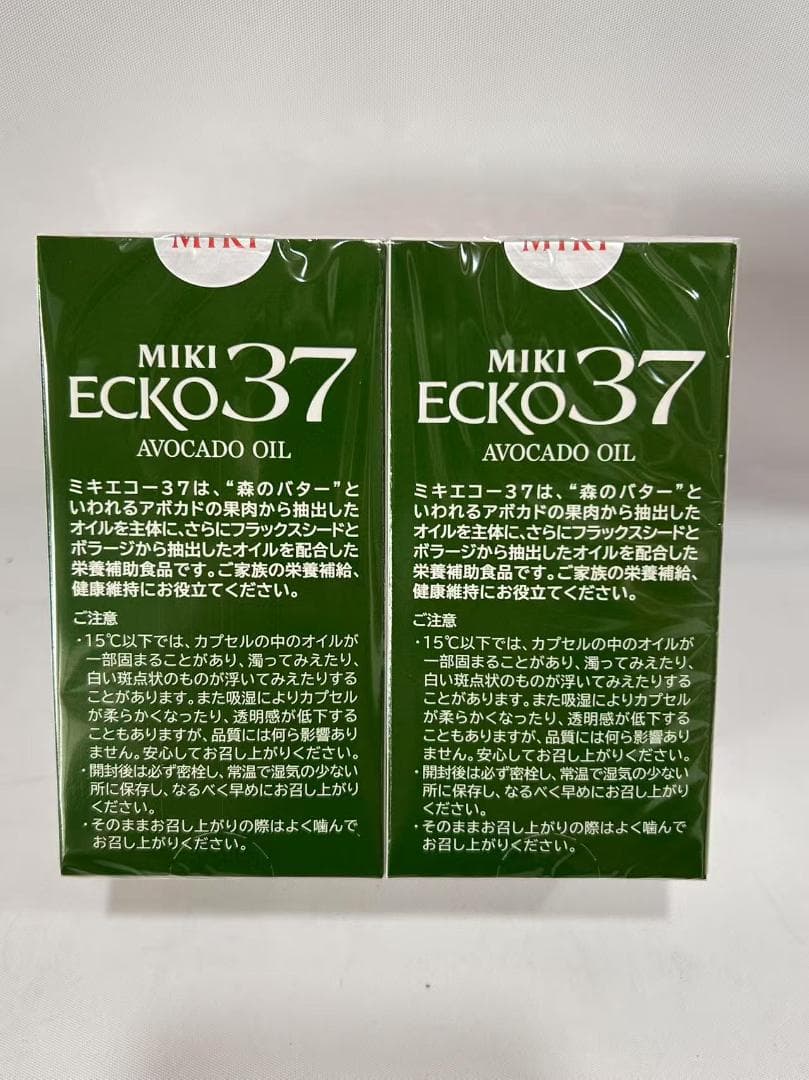 MIKI
MIKI
ECKO37
AVOCADO OIL
ミキエコー37は、“森のバター”と
いわれるアボカドの果肉から抽出した
オイルを主体に、さらにフラックスシードと
ボラージから抽出したオイルを配合した
栄養補助食品です。ご家族の栄養補給、
健康維持にお役立てください。
ご注意
・15℃以下では、カプセルの中のオイルが
一部固まることがあり、濁ってみえたり、
白い斑点状のものが浮いてみえたりする
ことがあります。また吸湿によりカプセル
が柔らかくなったり、透明感が低下する
こともありますが、品質には何ら影響あり
ません。安心してお召し上がりください。
・開封後は必ず密栓し、常温で湿気の少ない
所に保存し、なるべく早めにお召し上がり
ください。
・そのままお召し上がりの際はよく噛んで
お召し上がりください。
MIKI
MIKI
ECKO37
AVOCADO OIL
ミキエコー37は、“森のバター”と
いわれるアボカドの果肉から抽出した
オイルを主体に、さらにフラックスシードと
ボラージから抽出したオイルを配合した
栄養補助食品です。ご家族の栄養補給、
健康維持にお役立てください。
ご注意
・15℃以下では、カプセルの中のオイルが
一部固まることがあり、濁ってみえたり、
白い斑点状のものが浮いてみえたりする
ことがあります。また吸湿によりカプセル
が柔らかくなったり、透明感が低下する
こともありますが、品質には何ら影響あり
ません。安心してお召し上がりください。
・開封後は必ず密栓し、常温で湿気の少ない
所に保存し、なるべく早めにお召し上がり
ください。
・そのままお召し上がりの際はよく噛んで
お召し上がりください。